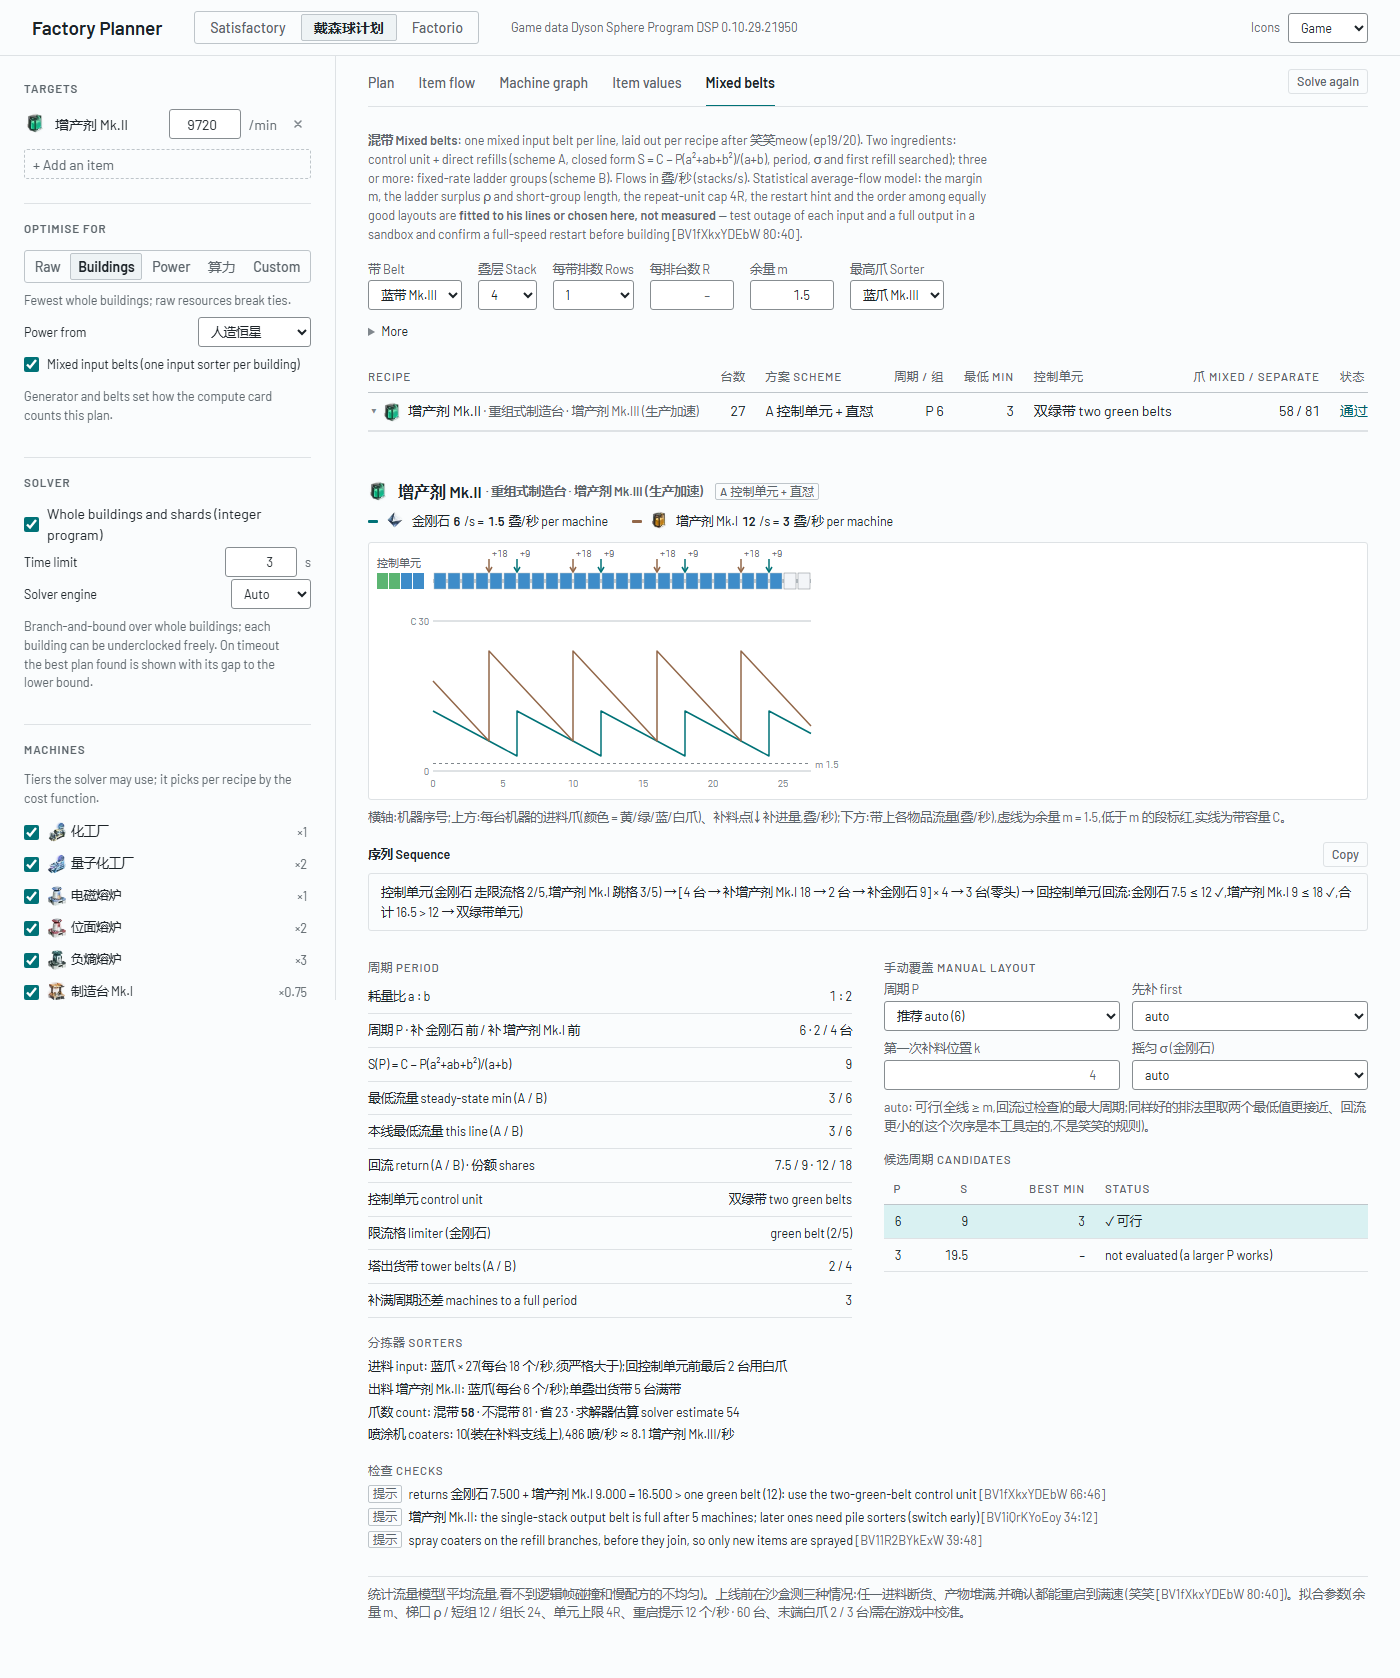 Factory Planner
Satisfactory
戴森球计划
Factorio
Game data Dyson Sphere Program DSP 0.10.29.21950
Icons
Game
TARGETS
增产剂 Mk.II
9720
/min
×
+ Add an item
OPTIMISE FOR
Raw
Buildings
Power
算力
Custom
Fewest whole buildings; raw resources break ties.
Power from
人造恒星
Mixed input belts (one input sorter per building)
Generator and belts set how the compute card
counts this plan.
SOLVER
Whole buildings and shards (integer
program)
Time limit
3
s
Solver engine
Auto
Branch-and-bound over whole buildings; each
building can be underclocked freely. On timeout
the best plan found is shown with its gap to the
lower bound.
MACHINES
Tiers the solver may use; it picks per recipe by the
cost function.
化工厂
×1
量子化工厂
×2
电磁熔炉
×1
位面熔炉
×2
负熵熔炉
×3
制造台 Mk.I
×0.75
Plan
Item flow
Machine graph
Item values
Mixed belts
Solve again
混带 Mixed belts: one mixed input belt per line, laid out per recipe after 笑笑meow (ep19/20). Two ingredients:
control unit + direct refills (scheme A, closed form S = C − P(a²+ab+b²)/(a+b), period, σ and first refill searched); three
or more: fixed-rate ladder groups (scheme B). Flows in 叠/秒 (stacks/s). Statistical average-flow model: the margin
m, the ladder surplus ρ and short-group length, the repeat-unit cap 4R, the restart hint and the order among equally
good layouts are fitted to his lines or chosen here, not measured — test outage of each input and a full output in a
sandbox and confirm a full-speed restart before building [BV1fXkxYDEbW 80:40].
带 Belt
叠层 Stack
每带排数 Rows
每排台数 R
余量 m
最高爪 Sorter
蓝带 Mk.III
4
1
–
1.5
蓝爪 Mk.III
More
RECIPE
台数
方案 SCHEME
周期 / 组
最低 MIN
控制单元
爪 MIXED / SEPARATE
状态
增产剂 Mk.II · 重组式制造台 · 增产剂 Mk.III (生产加速)
27
A 控制单元 + 直怼
P 6
3
双绿带 two green belts
58 / 81
通过
增产剂 Mk.II · 重组式制造台 · 增产剂 Mk.III (生产加速)
A 控制单元 + 直怼
金刚石 6 /s = 1.5 叠/秒 per machine
增产剂 Mk.I 12 /s = 3 叠/秒 per machine
控制单元
+18
+9
+18
+9
+18
+9
+18
+9
C 30
0
m 1.5
0
5
10
15
20
25
横轴:机器序号;上方:每台机器的进料爪(颜色 = 黄/绿/蓝/白爪)、补料点(↓ 补进量,叠/秒);下方:带上各物品流量(叠/秒),虚线为余量 m = 1.5,低于 m 的段标红,实线为带容量 C。
序列 Sequence
Copy
控制单元(金刚石 走限流格 2/5,增产剂 Mk.I 跳格 3/5) → [4 台 → 补增产剂 Mk.I 18 → 2 台 → 补金刚石 9] × 4 → 3 台(零头) → 回控制单元(回流:金刚石 7.5 ≤ 12 ✓,增产剂 Mk.I 9 ≤ 18 ✓,合
计 16.5 > 12 → 双绿带单元)
周期 PERIOD
耗量比 a : b
1 : 2
周期 P · 补 金刚石 前 / 补 增产剂 Mk.I 前
6 · 2 / 4 台
S(P) = C − P(a²+ab+b²)/(a+b)
9
最低流量 steady-state min (A / B)
3 / 6
本线最低流量 this line (A / B)
3 / 6
回流 return (A / B) · 份额 shares
7.5 / 9 · 12 / 18
控制单元 control unit
双绿带 two green belts
限流格 limiter (金刚石)
green belt (2/5)
塔出货带 tower belts (A / B)
2 / 4
补满周期还差 machines to a full period
3
手动覆盖 MANUAL LAYOUT
周期 P
先补 first
推荐 auto (6)
auto
第一次补料位置 k
摇匀 σ (金刚石)
4
auto
auto: 可行(全线 ≥ m,回流过检查)的最大周期;同样好的排法里取两个最低值更接近、回流
更小的(这个次序是本工具定的,不是笑笑的规则)。
候选周期 CANDIDATES
P
S
BEST MIN
STATUS
6
9
3
✓ 可行
3
19.5
–
not evaluated (a larger P works)
分拣器 SORTERS
进料 input: 蓝爪 × 27(每台 18 个/秒,须严格大于);回控制单元前最后 2 台用白爪
出料 增产剂 Mk.II: 蓝爪(每台 6 个/秒);单叠出货带 5 台满带
爪数 count: 混带 58 · 不混带 81 · 省 23 · 求解器估算 solver estimate 54
喷涂机 coaters: 10(装在补料支线上),486 喷/秒 ≈ 8.1 增产剂 Mk.III/秒
检查 CHECKS
提示 returns 金刚石 7.500 + 增产剂 Mk.I 9.000 = 16.500 > one green belt (12): use the two-green-belt control unit [BV1fXkxYDEbW 66:46]
提示 增产剂 Mk.II: the single-stack output belt is full after 5 machines; later ones need pile sorters (switch early) [BV1iQrKYoEoy 34:12]
提示 spray coaters on the refill branches, before they join, so only new items are sprayed [BV11R2BYkExW 39:48]
统计流量模型(平均流量,看不到逻辑帧碰撞和慢配方的不均匀)。上线前在沙盒测三种情况:任一进料断货、产物堆满,并确认都能重启到满速 (笑笑 [BV1fXkxYDEbW 80:40])。拟合参数(余
量 m、梯口 ρ / 短组 12 / 组长 24、单元上限 4R、重启提示 12 个/秒 · 60 台、末端白爪 2 / 3 台)需在游戏中校准。